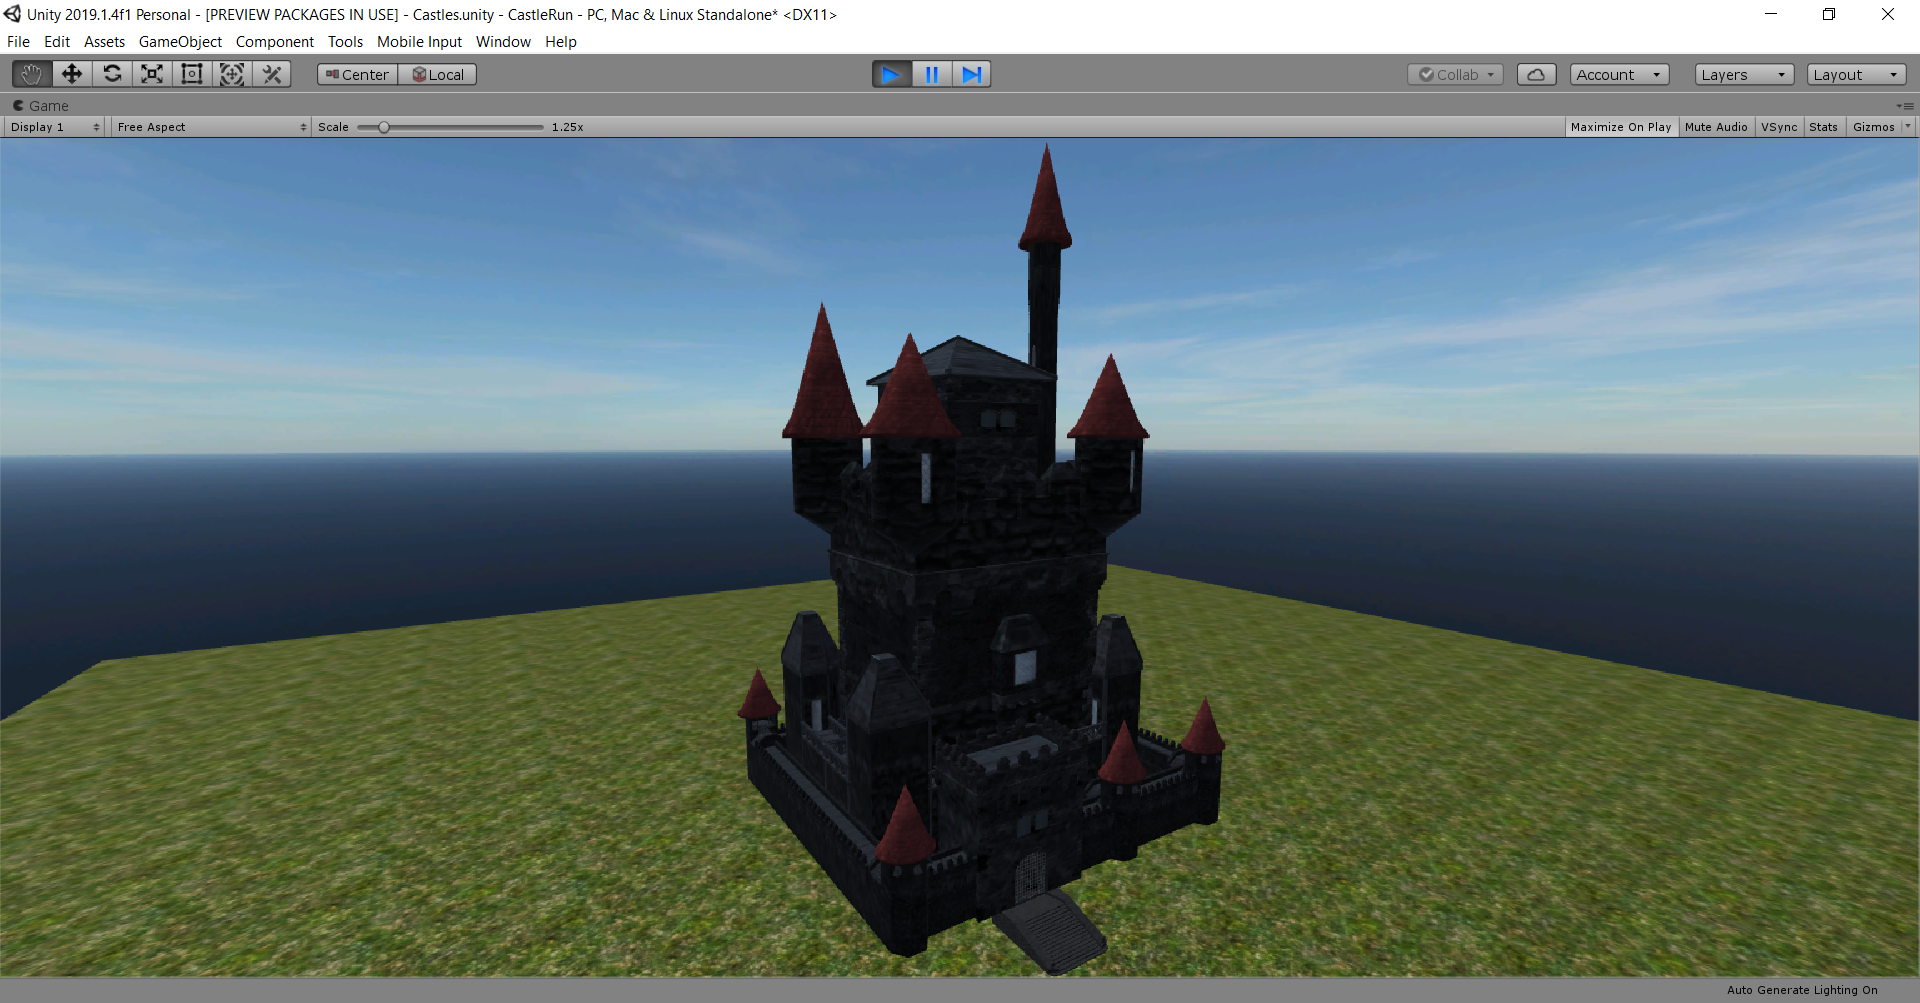 Unity 2019.1.4f1 Personal - [PREVIEW PACKAGES IN USE] - Castles.unity - CastleRun - PC, Mac & Linux Standalone* <DX11>
File Edit Assets GameObject Component Tools Mobile Input Window Help
Center Local Collab Account Layers Layout
Game
Display 1 Free Aspect Scale 1.25x Maximize On Play Mute Audio VSync Stats Gizmos
Auto Generate Lighting On